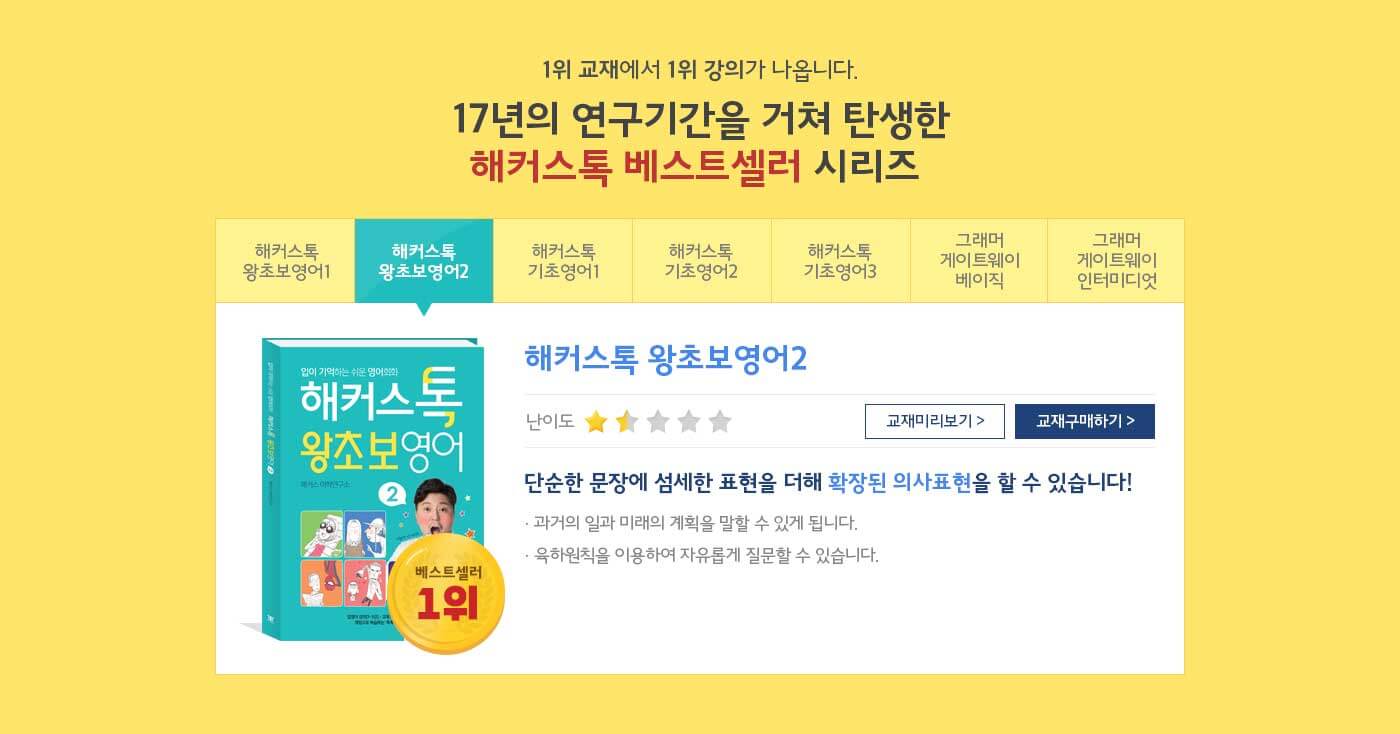 1위 교재에서 1위 강의가 나옵니다.
17년의 연구기간을 거쳐 탄생한
해커스톡 베스트셀러 시리즈
해커스톡
왕초보영어1
해커스톡
왕초보영어2
해커스톡
기초영어1
해커스톡
기초영어2
해커스톡
기초영어3
그래머
게이트웨이
베이직
그래머
게이트웨이
인터미디엇
입이 기억하는 쉬운 영어회화
해커스톡
왕초보영어
해커스 어학연구소
2
베스트셀러
1위
해커스톡 왕초보영어2
난이도
교재미리보기 >
교재구매하기 >
단순한 문장에 섬세한 표현을 더해 확장된 의사표현을 할 수 있습니다!
· 과거의 일과 미래의 계획을 말할 수 있게 됩니다.
· 육하원칙을 이용하여 자유롭게 질문할 수 있습니다.